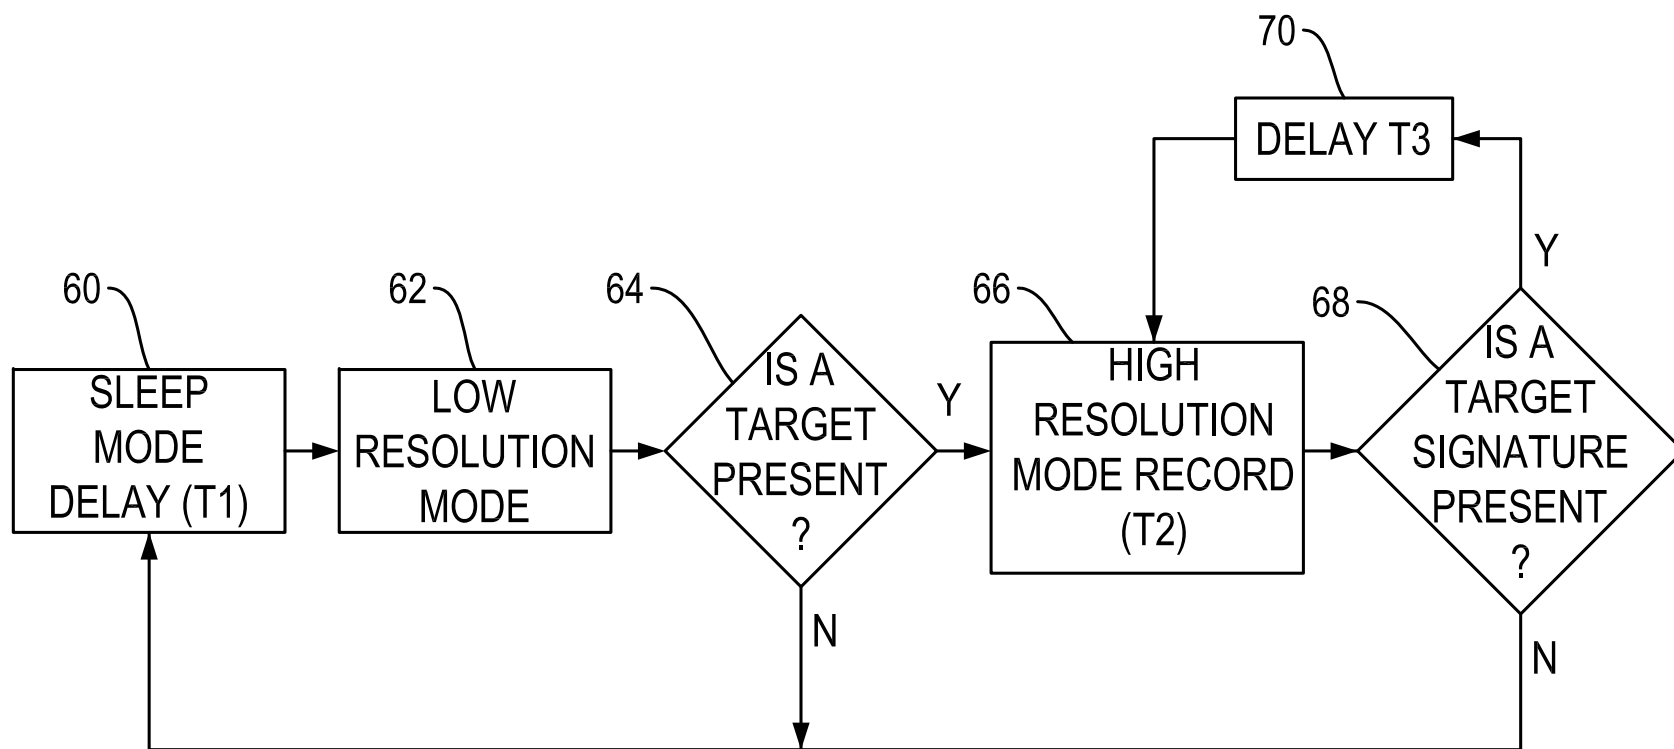 70
DELAY T3
60
SLEEP
MODE
DELAY (T1)
62
LOW
RESOLUTION
MODE
64
IS A
TARGET
PRESENT
?
Y
N
66
HIGH
RESOLUTION
MODE RECORD
(T2)
68
IS A
TARGET
SIGNATURE
PRESENT
?
Y
N